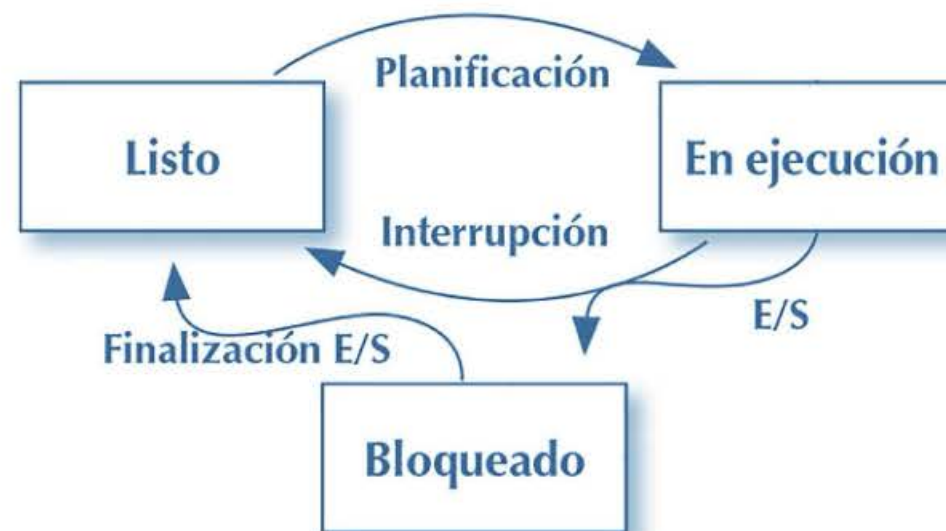 Planificación
Listo
En ejecución
Interrupción
E/S
Finalización E/S
Bloqueado